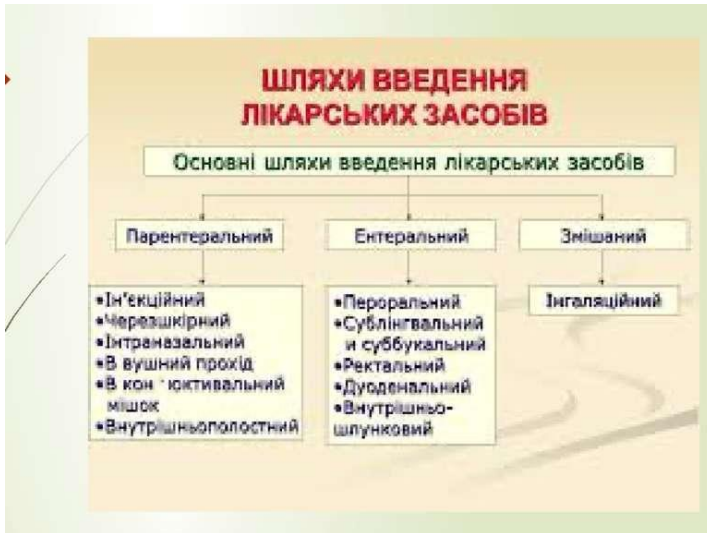 ШЛЯХИ ВВЕДЕННЯ
ЛІКАРСЬКИХ ЗАСОБІВ
Основні шляхи введення лікарських засобів
Парентеральний
Ентеральний
Змішаний
•Ін'єкційний
•Черезшкірний
•Інтраназальний
•В вушний прохід
•В кон 'юктивальний
мішок
•Внутрішньополостний
•Пероральний
•Сублінгвальний
и суббукальний
•Ректальний
•Дуоденальний
•Внутрішньо-
шлунковий
Інгаляційний